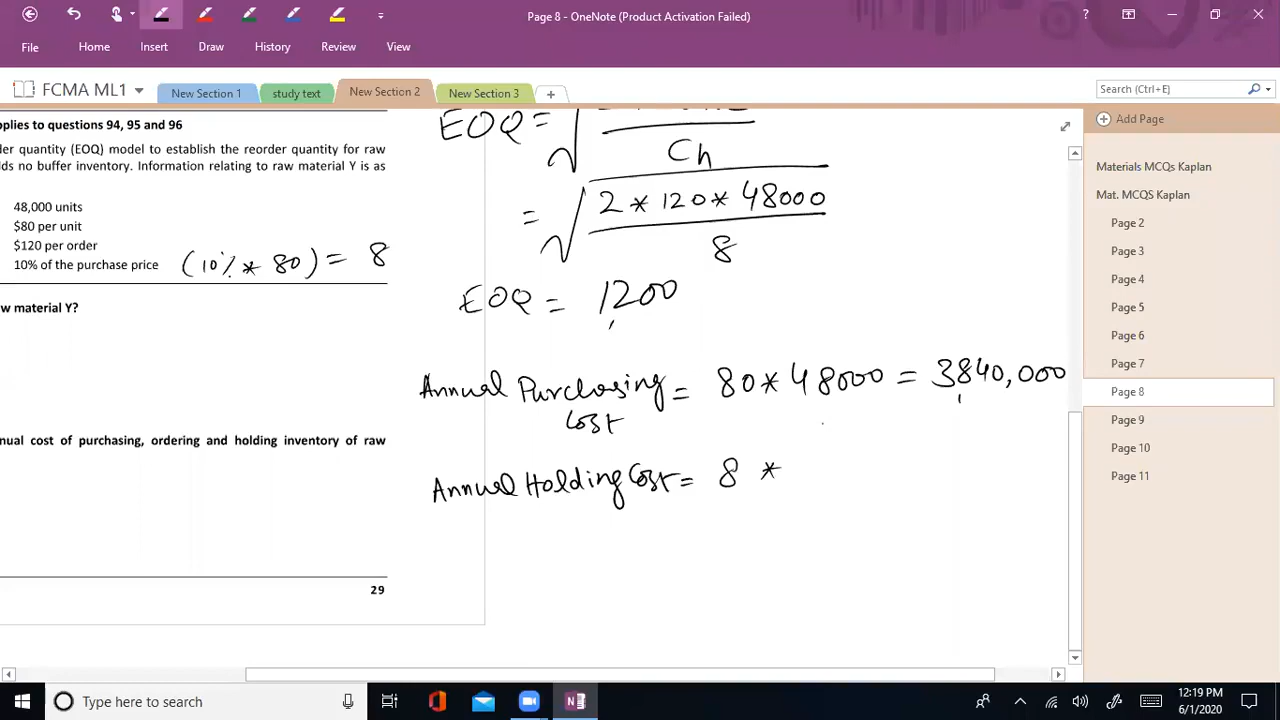 Page 8 - OneNote (Product Activation Failed)
File Home Insert Draw History Review View
FCMA ML1 New Section 1 study text New Section 2 New Section 3
Search (Ctrl+E)
pplies to questions 94, 95 and 96
der quantity (EOQ) model to establish the reorder quantity for raw
lds no buffer inventory. Information relating to raw material Y is as
48,000 units
$80 per unit
$120 per order
10% of the purchase price (10% * 80) = 8
w material Y?
nual cost of purchasing, ordering and holding inventory of raw
29
EOQ = √
Ch
= √ 2 * 120 * 48000
8
EOQ = 1200
Annual Purchasing = 80 * 48000 = 3840,000
Cost
Annual Holding Cost = 8 *
Add Page
Materials MCQs Kaplan
Mat. MCQS Kaplan
Page 2
Page 3
Page 4
Page 5
Page 6
Page 7
Page 8
Page 9
Page 10
Page 11
Type here to search
12:19 PM
6/1/2020